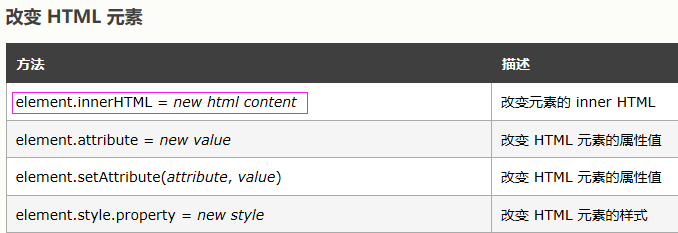 改变 HTML 元素
方法 描述
element.innerHTML = new html content 改变元素的 inner HTML
element.attribute = new value 改变 HTML 元素的属性值
element.setAttribute(attribute, value) 改变 HTML 元素的属性值
element.style.property = new style 改变 HTML 元素的样式